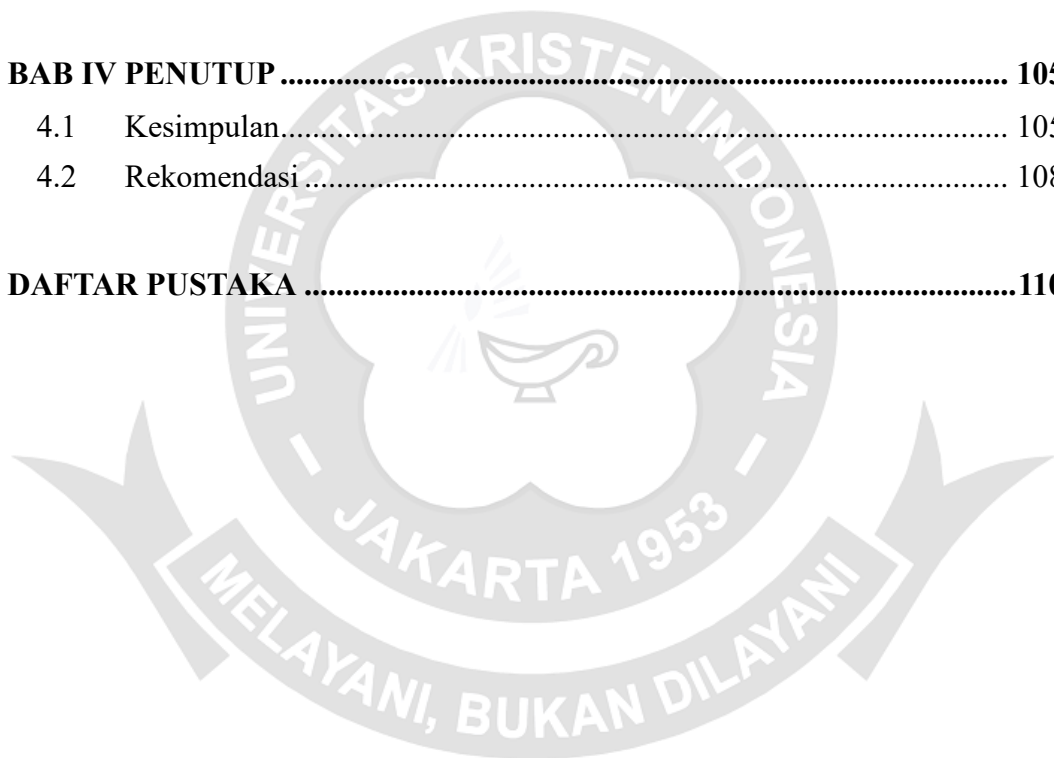 BAB IV PENUTUP ........................................................................................... 105
4.1 Kesimpulan........................................................................................... 105
4.2 Rekomendasi ........................................................................................ 108
DAFTAR PUSTAKA .........................................................................................110
UNIVERSITAS KRISTEN INDONESIA
JAKARTA 1953
MELAYANI, BUKAN DILAYANI